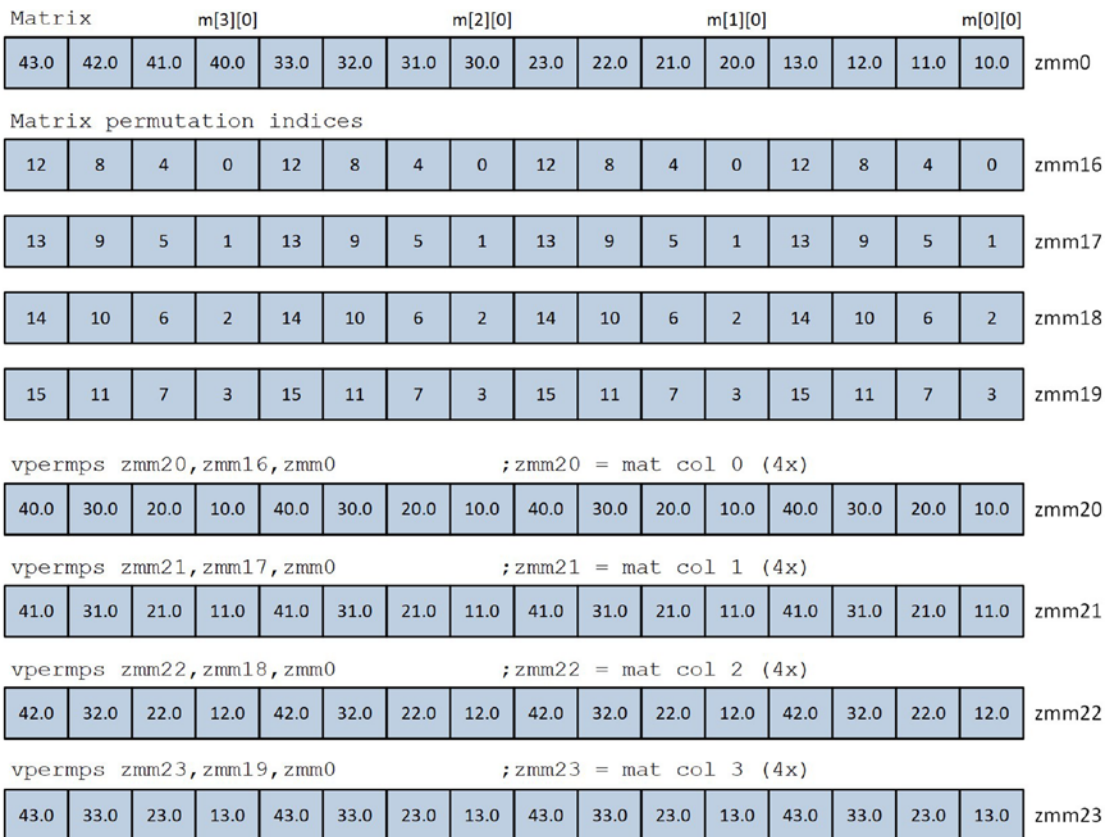 Matrix m[3][0] m[2][0] m[1][0] m[0][0]
43.0 42.0 41.0 40.0 33.0 32.0 31.0 30.0 23.0 22.0 21.0 20.0 13.0 12.0 11.0 10.0 zmm0
Matrix permutation indices
12 8 4 0 12 8 4 0 12 8 4 0 12 8 4 0 zmm16
13 9 5 1 13 9 5 1 13 9 5 1 13 9 5 1 zmm17
14 10 6 2 14 10 6 2 14 10 6 2 14 10 6 2 zmm18
15 11 7 3 15 11 7 3 15 11 7 3 15 11 7 3 zmm19
vpermps zmm20,zmm16,zmm0 ;zmm20 = mat col 0 (4x)
40.0 30.0 20.0 10.0 40.0 30.0 20.0 10.0 40.0 30.0 20.0 10.0 40.0 30.0 20.0 10.0 zmm20
vpermps zmm21,zmm17,zmm0 ;zmm21 = mat col 1 (4x)
41.0 31.0 21.0 11.0 41.0 31.0 21.0 11.0 41.0 31.0 21.0 11.0 41.0 31.0 21.0 11.0 zmm21
vpermps zmm22,zmm18,zmm0 ;zmm22 = mat col 2 (4x)
42.0 32.0 22.0 12.0 42.0 32.0 22.0 12.0 42.0 32.0 22.0 12.0 42.0 32.0 22.0 12.0 zmm22
vpermps zmm23,zmm19,zmm0 ;zmm23 = mat col 3 (4x)
43.0 33.0 23.0 13.0 43.0 33.0 23.0 13.0 43.0 33.0 23.0 13.0 43.0 33.0 23.0 13.0 zmm23